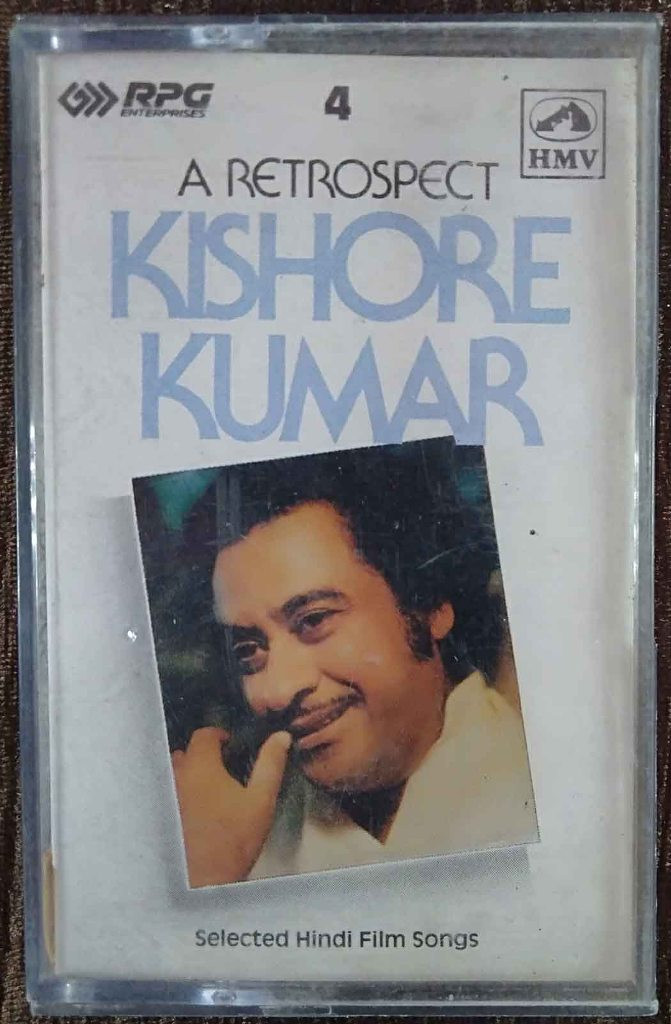 RPG
ENTERPRISES
4
HMV
A RETROSPECT
KISHORE
KUMAR
Selected Hindi Film Songs